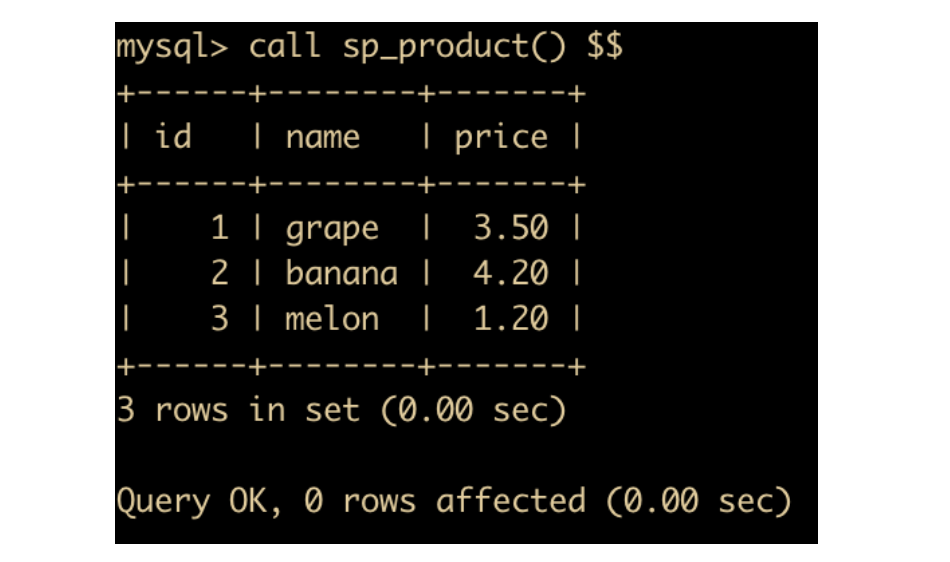 mysql> call sp_product() $$
+------+--------+-------+
| id   | name   | price |
+------+--------+-------+
|    1 | grape  |  3.50 |
|    2 | banana |  4.20 |
|    3 | melon  |  1.20 |
+------+--------+-------+
3 rows in set (0.00 sec)

Query OK, 0 rows affected (0.00 sec)